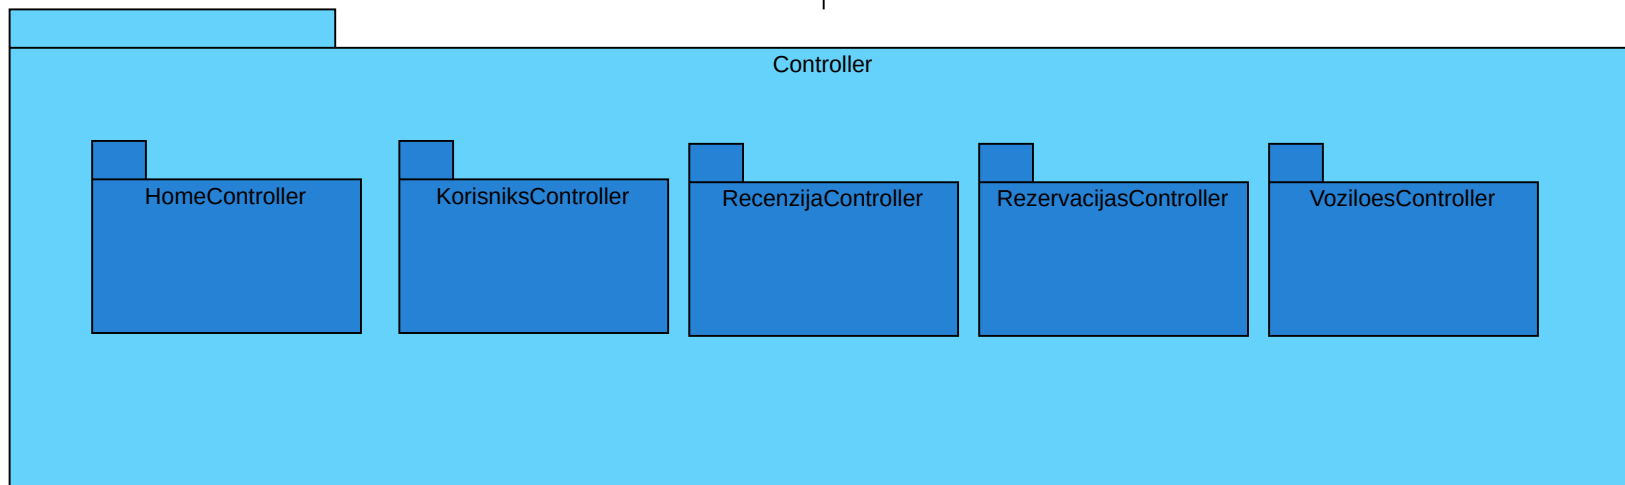 Controller
HomeController
KorisniksController
RecenzijaController
RezervacijasController
VoziloesController